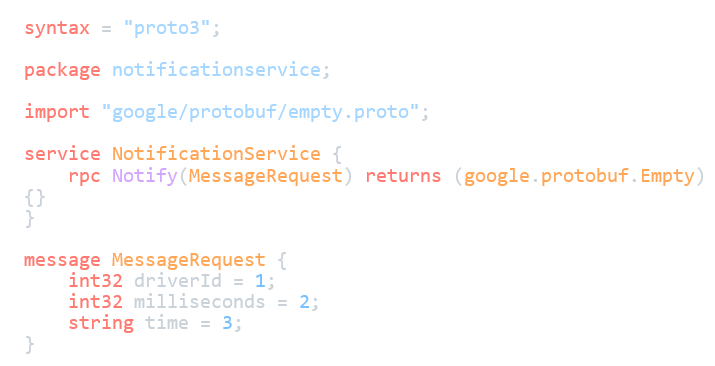 syntax = "proto3";
package notificationservice;
import "google/protobuf/empty.proto";
service NotificationService {
    rpc Notify(MessageRequest) returns (google.protobuf.Empty)
{}
}
message MessageRequest {
    int32 driverId = 1;
    int32 milliseconds = 2;
    string time = 3;
}